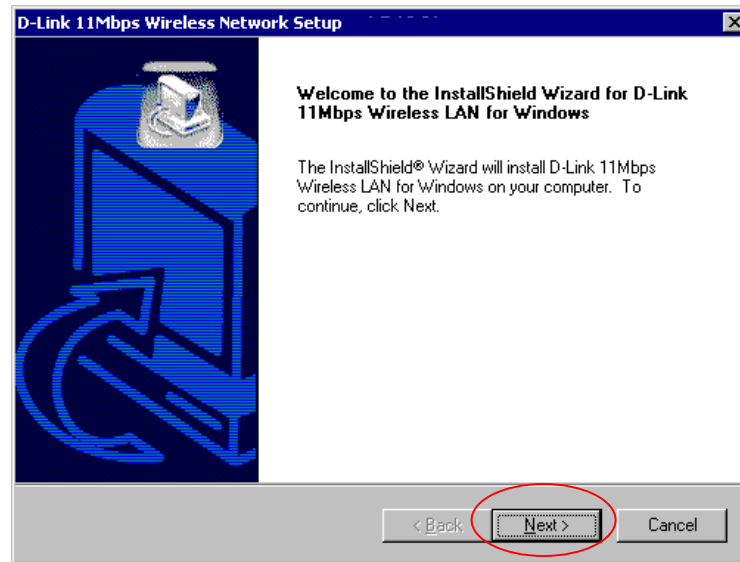 D-Link 11Mbps Wireless Network Setup
Welcome to the InstallShield Wizard for D-Link
11Mbps Wireless LAN for Windows
The InstallShield® Wizard will install D-Link 11Mbps
Wireless LAN for Windows on your computer. To
continue, click Next.
< Back
Next >
Cancel